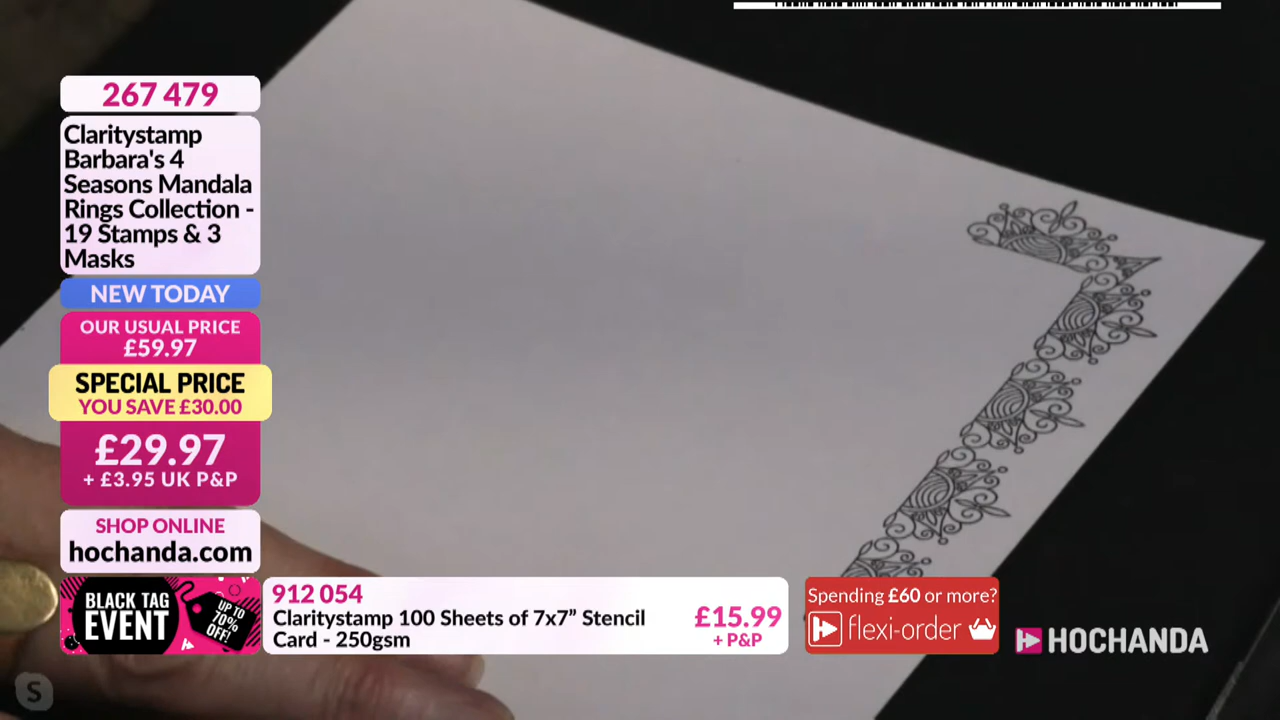 267 479
Claritystamp
Barbara's 4
Seasons Mandala
Rings Collection -
19 Stamps & 3
Masks
NEW TODAY
OUR USUAL PRICE
£59.97
SPECIAL PRICE
YOU SAVE £30.00
£29.97
+ £3.95 UK P&P
SHOP ONLINE
hochanda.com
BLACK TAG
EVENT
UP TO
70%
OFF!
912 054
Claritystamp 100 Sheets of 7x7” Stencil
Card - 250gsm
£15.99
+ P&P
Spending £60 or more?
flexi-order
HOCHANDA
S